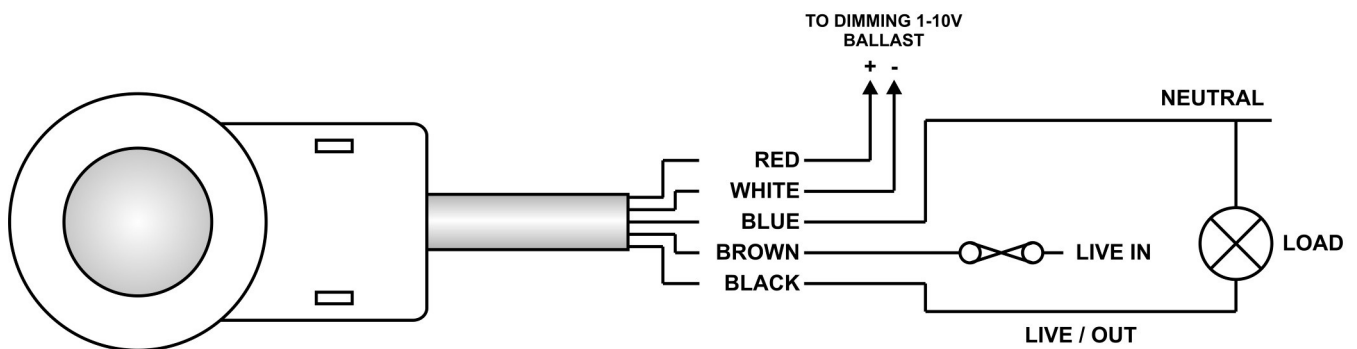 TO DIMMING 1-10V
BALLAST
+ -
NEUTRAL
RED
WHITE
BLUE
BROWN
LIVE IN
LOAD
BLACK
LIVE / OUT